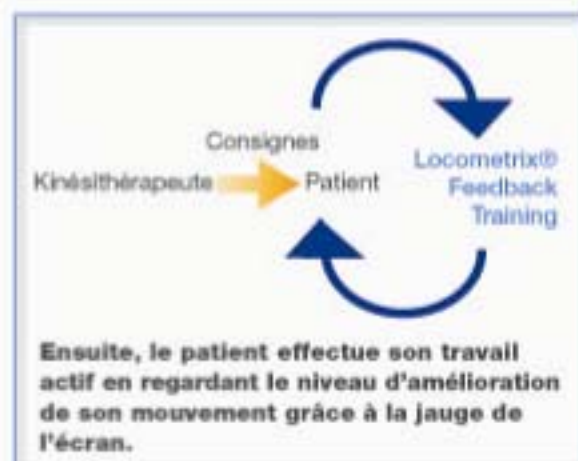 Consignes
Kinésithérapeute
Patient
Locometrix®
Feedback
Training
Ensuite, le patient effectue son travail
actif en regardant le niveau d'amélioration
de son mouvement grâce à la jauge de
l'écran.